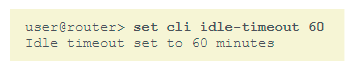 user@router> set cli idle-timeout 60
Idle timeout set to 60 minutes